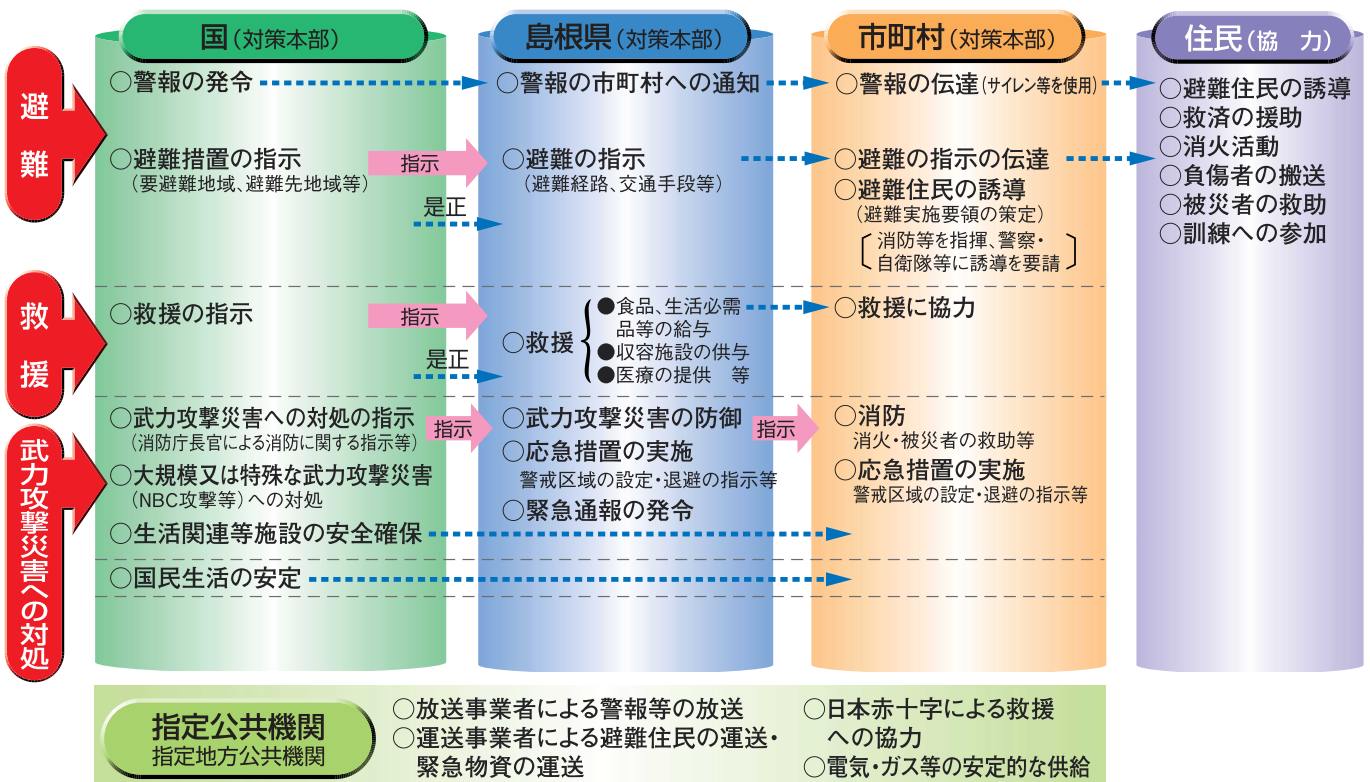 国(対策本部)
島根県(対策本部)
市町村(対策本部)
住民(協 力)
避難
○警報の発令
○警報の市町村への通知
○警報の伝達(サイレン等を使用)
○避難措置の指示
(要避難地域、避難先地域等)
指示
是正
○避難の指示
(避難経路、交通手段等)
○避難の指示の伝達
○避難住民の誘導
(避難実施要領の策定)
消防等を指揮、警察・
自衛隊等に誘導を要請
○避難住民の誘導
○救済の援助
○消火活動
○負傷者の搬送
○被災者の救助
○訓練への参加
救援
○救援の指示
指示
是正
○救援
●食品、生活必需
品等の給与
●収容施設の供与
●医療の提供 等
○救援に協力
武力攻撃災害への対処
○武力攻撃災害への対処の指示
(消防庁長官による消防に関する指示等)
○大規模又は特殊な武力攻撃災害
(NBC攻撃等)への対処
○生活関連等施設の安全確保
○国民生活の安定
指示
○武力攻撃災害の防御
○応急措置の実施
警戒区域の設定・退避の指示等
○緊急通報の発令
指示
○消防
消火・被災者の救助等
○応急措置の実施
警戒区域の設定・退避の指示等
指定公共機関
指定地方公共機関
○放送事業者による警報等の放送
○運送事業者による避難住民の運送・
緊急物資の運送
○日本赤十字による救援
への協力
○電気・ガス等の安定的な供給